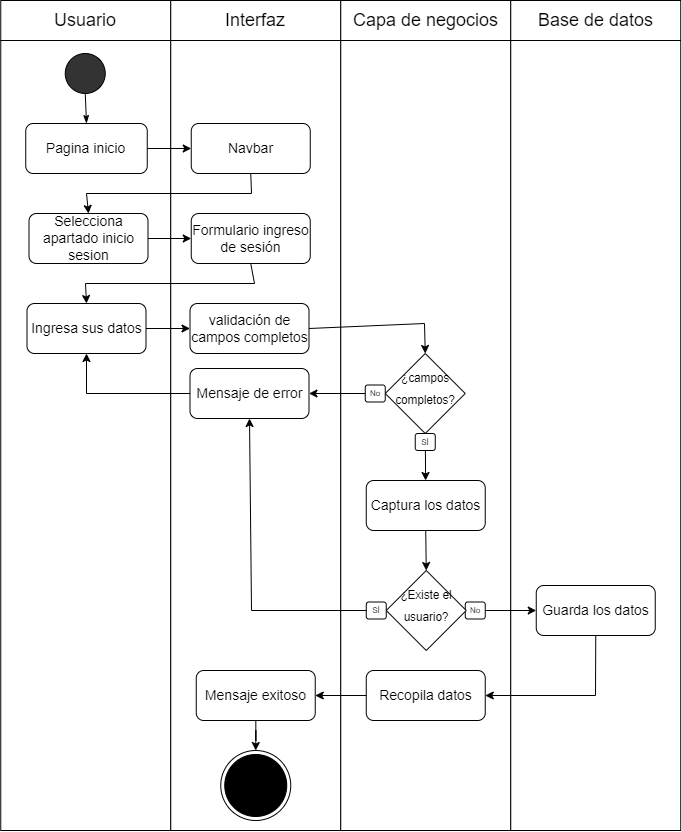 Usuario
Interfaz
Capa de negocios
Base de datos
Pagina inicio
Navbar
Selecciona
apartado inicio
sesion
Formulario ingreso
de sesión
Ingresa sus datos
validación de
campos completos
¿campos
completos?
No
Mensaje de error
SÍ
Captura los datos
¿Existe el
usuario?
SÍ
No
Guarda los datos
Mensaje exitoso
Recopila datos